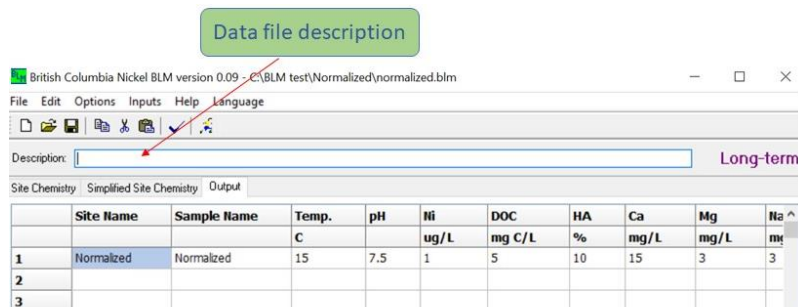 Data file description
BLM British Columbia Nickel BLM version 0.09 - C:\BLM test\Normalized\normalized.blm
File Edit Options Inputs Help Language
Description: Long-term
Site Chemistry Simplified Site Chemistry Output
Site Name Sample Name Temp. pH Ni DOC HA Ca Mg Na
C ug/L mg C/L % mg/L mg/L
1 Normalized Normalized 15 7.5 1 5 10 15 3 3
2
3